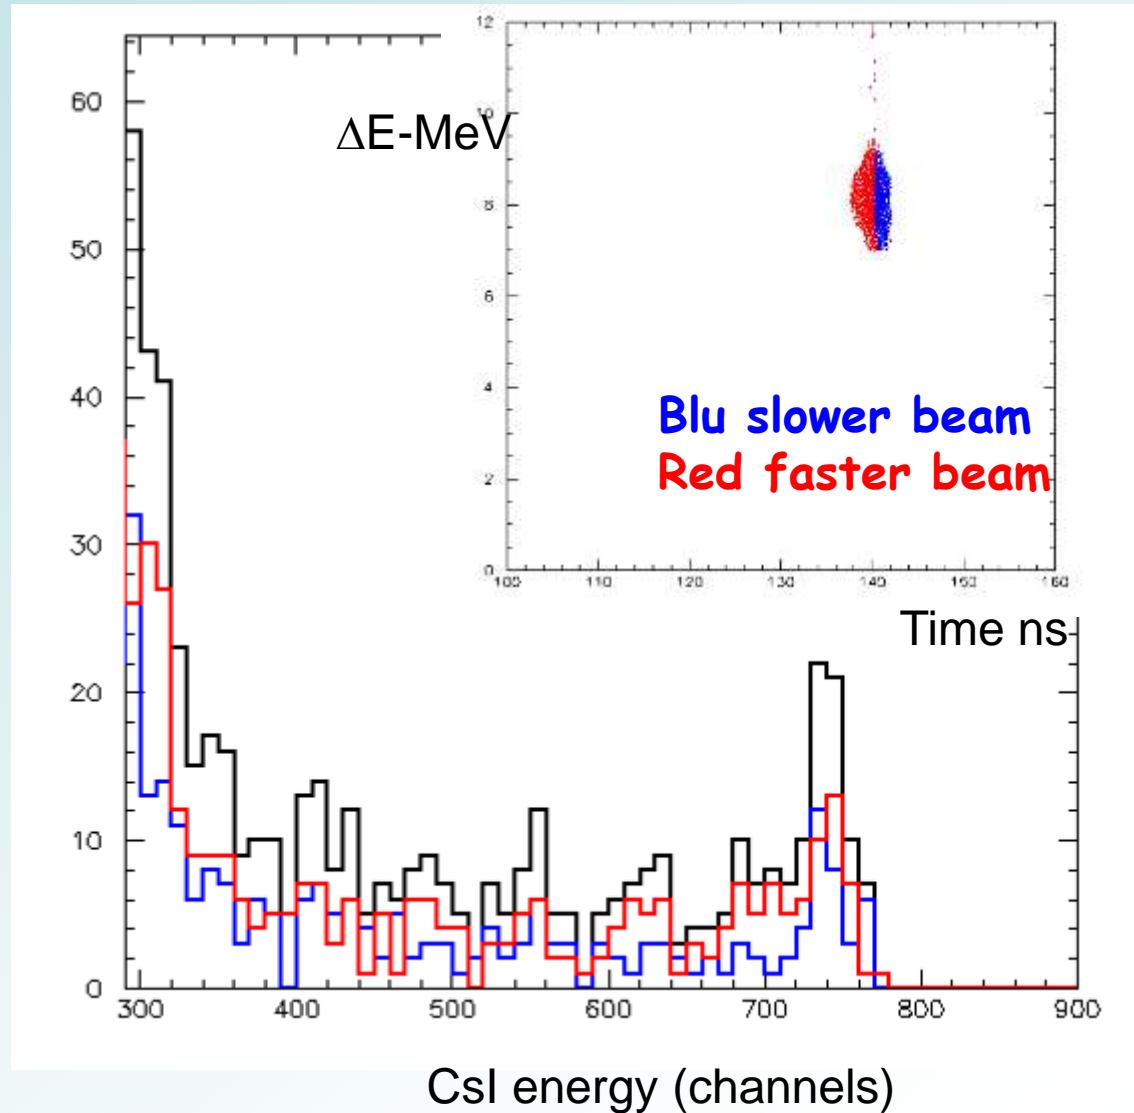 12
60
ΔE-MeV
10
50
8
6
40
4
Blu slower beam
Red faster beam
2
30
0
100 110 120 130 140 150 160
Time ns
20
10
0
300 400 500 600 700 800 900
CsI energy (channels)